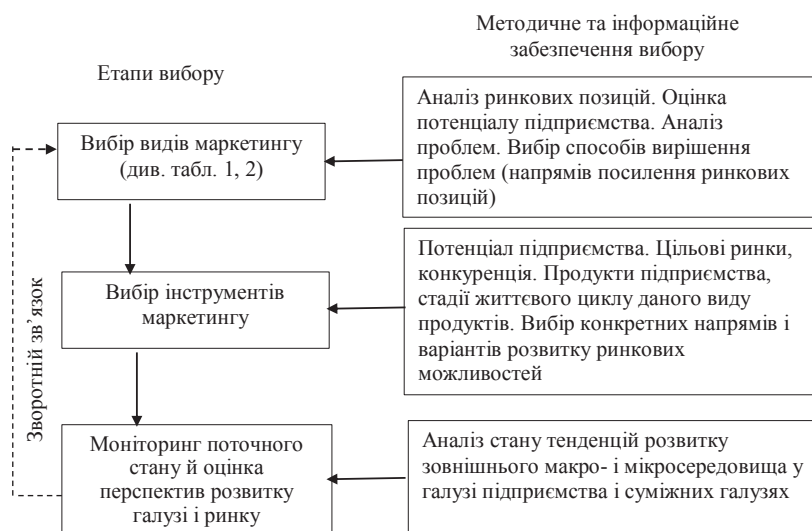 Методичне та інформаційне
забезпечення вибору
Етапи вибору
Вибір видів маркетингу
(див. табл. 1, 2)
Аналіз ринкових позицій. Оцінка
потенціалу підприємства. Аналіз
проблем. Вибір способів вирішення
проблем (напрямів посилення ринкових
позицій)
Вибір інструментів
маркетингу
Потенціал підприємства. Цільові ринки,
конкуренція. Продукти підприємства,
стадії життєвого циклу даного виду
продуктів. Вибір конкретних напрямів і
варіантів розвитку ринкових
можливостей
Зворотній зв’язок
Моніторинг поточного
стану й оцінка
перспектив розвитку
галузі і ринку
Аналіз стану тенденцій розвитку
зовнішнього макро- і мікросередовища у
галузі підприємства і суміжних галузях